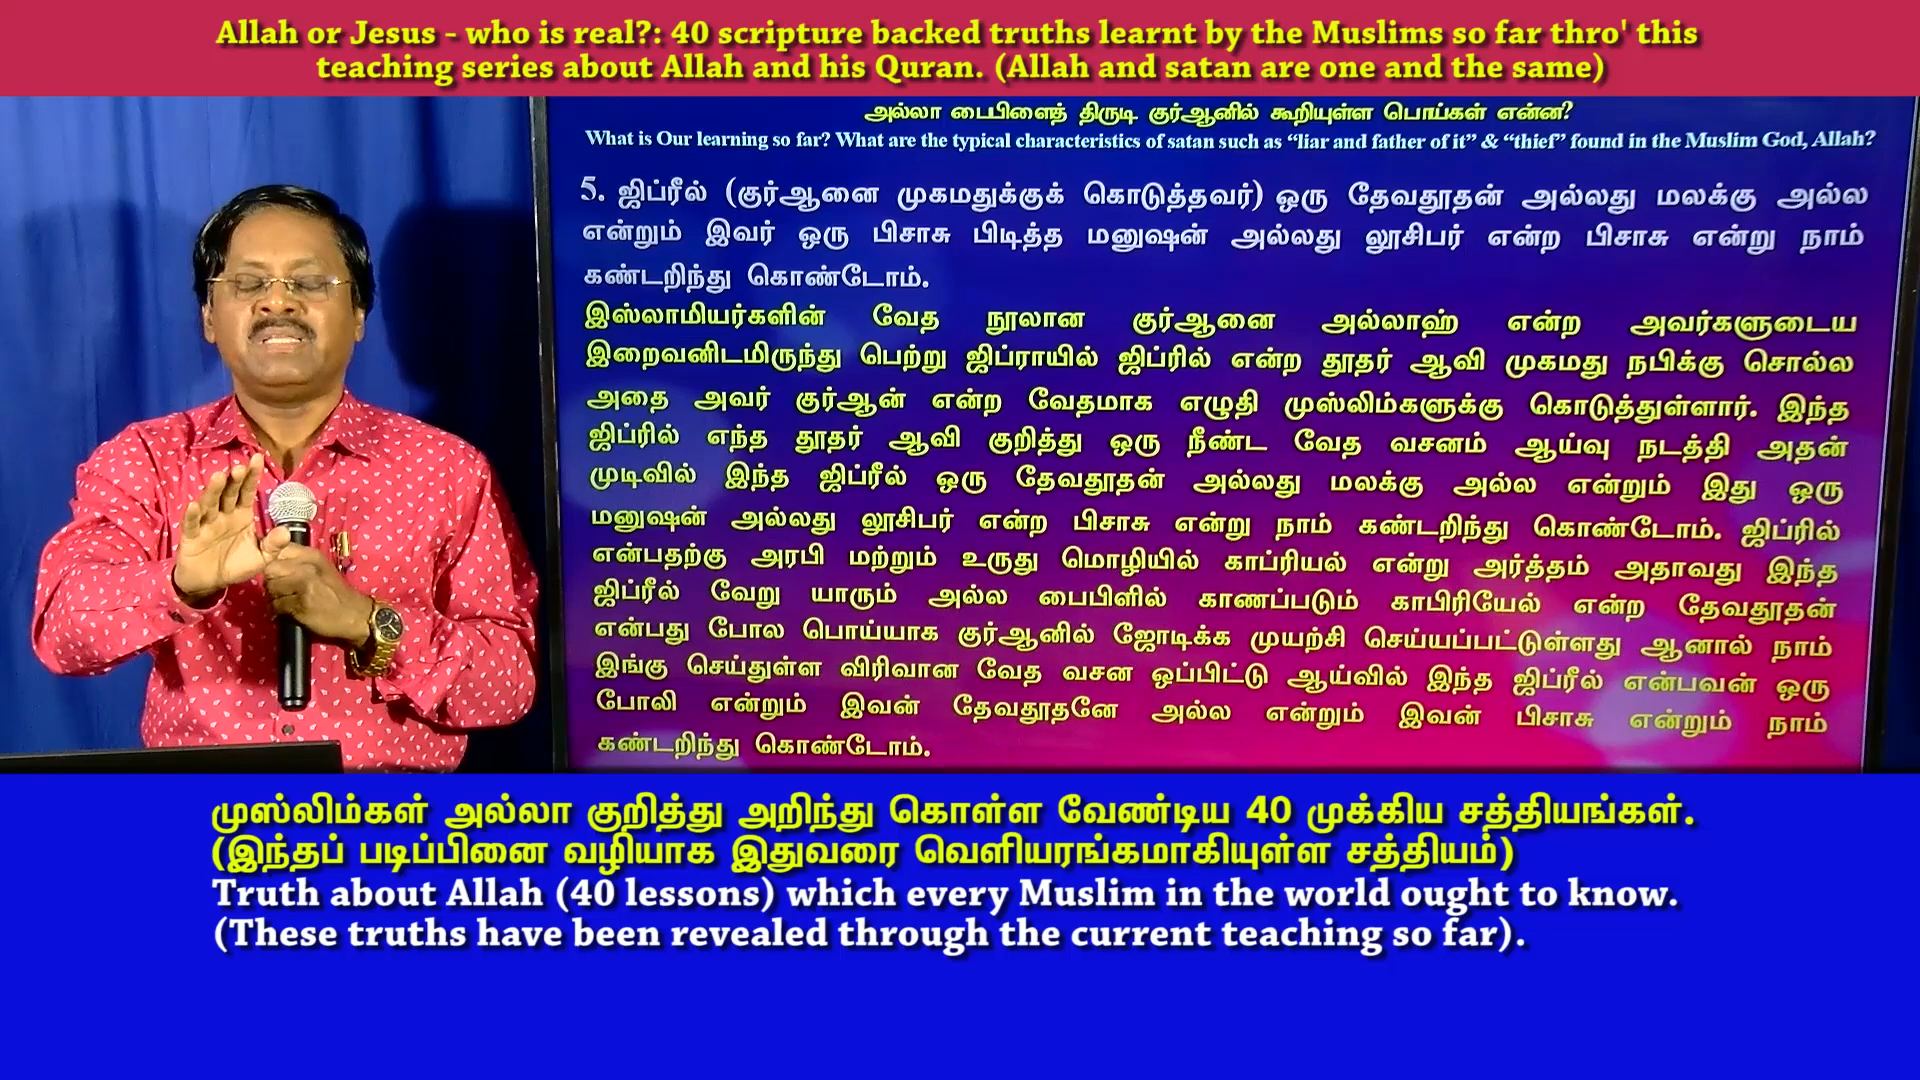 Allah or Jesus - who is real?: 40 scripture backed truths learnt by the Muslims so far thro' this
teaching series about Allah and his Quran. (Allah and satan are one and the same)
அல்லா பைபிளைத் திருடி குர்ஆனில் கூறியுள்ள பொய்கள் என்ன?
What is Our learning so far? What are the typical characteristics of satan such as “liar and father of it” & “thief” found in the Muslim God, Allah?
5. ஜிப்ரீல் (குர்ஆனை முகமதுக்குக் கொடுத்தவர்) ஒரு தேவதூதன் அல்லது மலக்கு அல்ல
என்றும் இவர் ஒரு பிசாசு பிடித்த மனுஷன் அல்லது லூசிபர் என்ற பிசாசு என்று நாம்
கண்டறிந்து கொண்டோம்.
இஸ்லாமியர்களின் வேத நூலான குர்ஆனை அல்லாஹ் என்ற அவர்களுடைய
இறைவனிடமிருந்து பெற்று ஜிப்ராயில் ஜிப்ரில் என்ற தூதர் ஆவி முகமது நபிக்கு சொல்ல
அதை அவர் குர்ஆன் என்ற வேதமாக எழுதி முஸ்லிம்களுக்கு கொடுத்துள்ளார். இந்த
ஜிப்ரில் எந்த தூதர் ஆவி குறித்து ஒரு நீண்ட வேத வசனம் ஆய்வு நடத்தி அதன்
முடிவில் இந்த ஜிப்ரீல் ஒரு தேவதூதன் அல்லது மலக்கு அல்ல என்றும் இது ஒரு
மனுஷன் அல்லது லூசிபர் என்ற பிசாசு என்று நாம் கண்டறிந்து கொண்டோம். ஜிப்ரில்
என்பதற்கு அரபி மற்றும் உருது மொழியில் காப்ரியல் என்று அர்த்தம் அதாவது இந்த
ஜிப்ரீல் வேறு யாரும் அல்ல பைபிளில் காணப்படும் காபிரியேல் என்ற தேவதூதன்
என்பது போல பொய்யாக குர்ஆனில் ஜோடிக்க முயற்சி செய்யப்பட்டுள்ளது ஆனால் நாம்
இங்கு செய்துள்ள விரிவான வேத வசன ஒப்பிட்டு ஆய்வில் இந்த ஜிப்ரீல் என்பவன் ஒரு
போலி என்றும் இவன் தேவதூதனே அல்ல என்றும் இவன் பிசாசு என்றும் நாம்
கண்டறிந்து கொண்டோம்.
முஸ்லிம்கள் அல்லா குறித்து அறிந்து கொள்ள வேண்டிய 40 முக்கிய சத்தியங்கள்.
(இந்தப் படிப்பினை வழியாக இதுவரை வெளியரங்கமாகியுள்ள சத்தியம்)
Truth about Allah (40 lessons) which every Muslim in the world ought to know.
(These truths have been revealed through the current teaching so far).